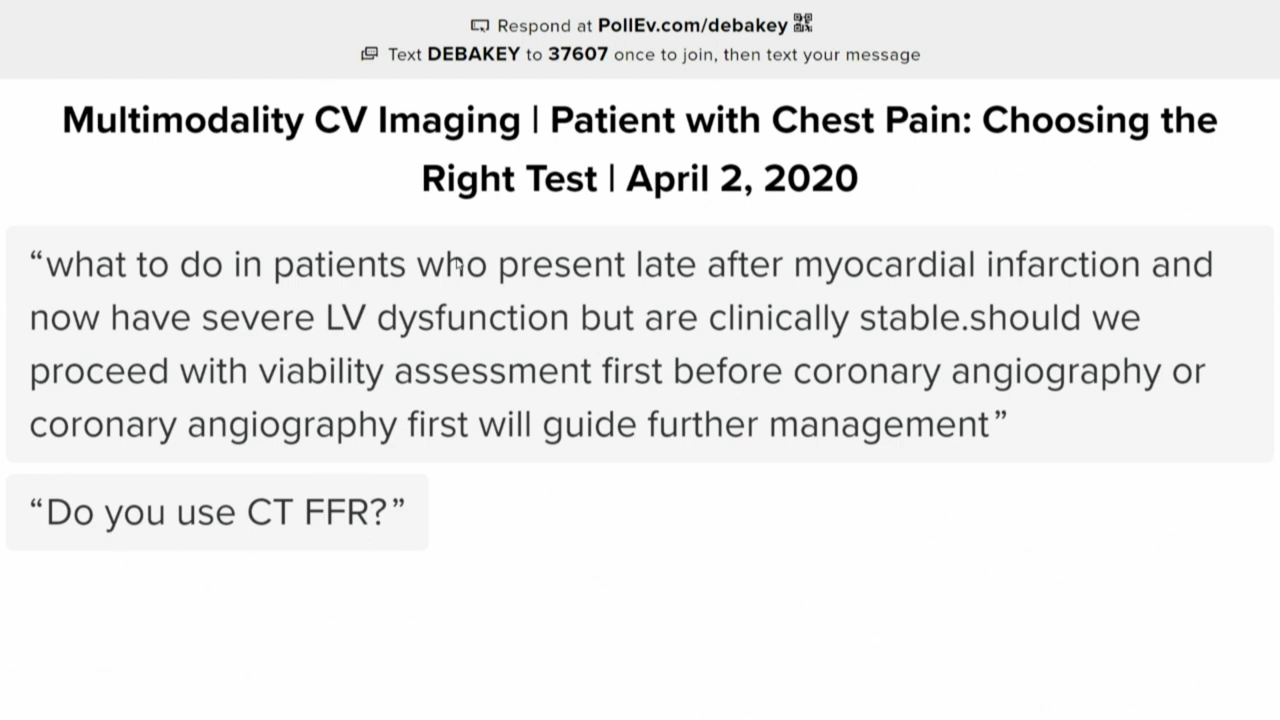 Respond at PollEv.com/debakey
Text DEBAKEY to 37607 once to join, then text your message
Multimodality CV Imaging | Patient with Chest Pain: Choosing the
Right Test | April 2, 2020
“what to do in patients who present late after myocardial infarction and
now have severe LV dysfunction but are clinically stable.should we
proceed with viability assessment first before coronary angiography or
coronary angiography first will guide further management”
“Do you use CT FFR?”